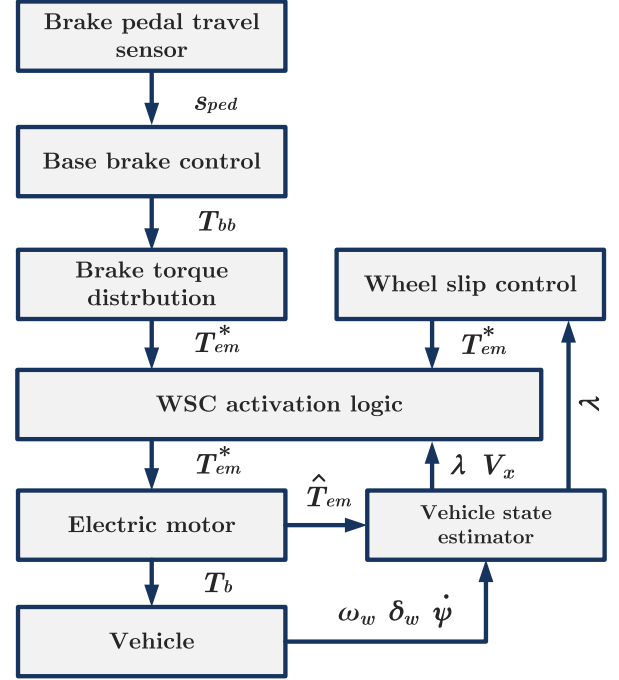 Brake pedal travel
sensor
s_ped
Base brake control
T_bb
Brake torque
distrbution
Wheel slip control
T*_em
T*_em
λ
WSC activation logic
T*_em
λ V_x
T̂_em
Electric motor
Vehicle state
estimator
T_b
ω_w δ_w ψ̇
Vehicle